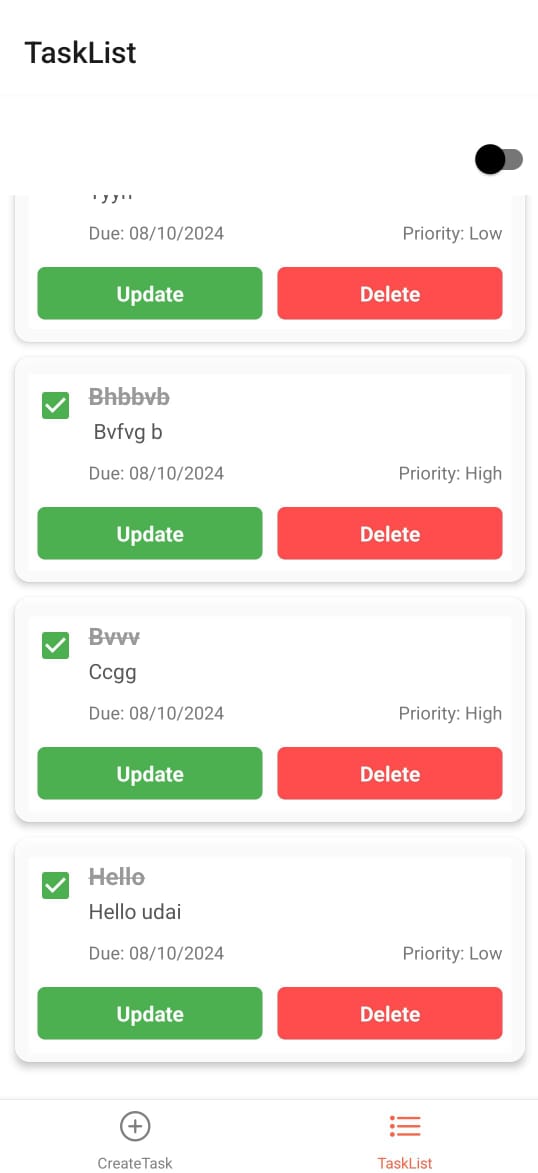 TaskList
Due: 08/10/2024 Priority: Low
Update Delete
Bhbbvb
Bvfvg b
Due: 08/10/2024 Priority: High
Update Delete
Bvvv
Ccgg
Due: 08/10/2024 Priority: High
Update Delete
Hello
Hello udai
Due: 08/10/2024 Priority: Low
Update Delete
CreateTask TaskList